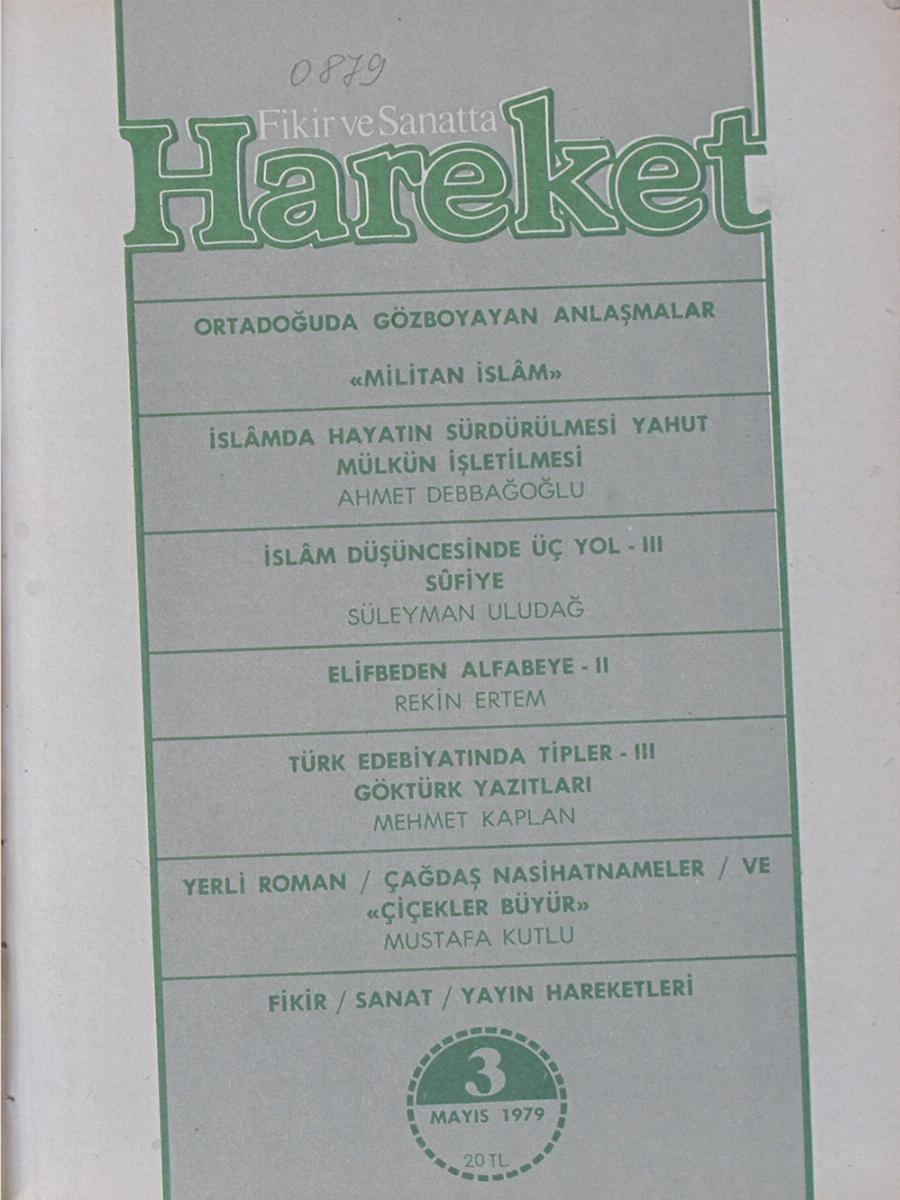 0879
Fikir ve Sanatta
Hareket
ORTADOĞUDA GÖZBOYAYAN ANLAŞMALAR
«MİLİTAN İSLÂM»
İSLÂMDA HAYATIN SÜRDÜRÜLMESİ YAHUT
MÜLKÜN İŞLETİLMESİ
AHMET DEBBAĞOĞLU
İSLÂM DÜŞÜNCESİNDE ÜÇ YOL - III
SÛFİYE
SÜLEYMAN ULUDAĞ
ELİFBEDEN ALFABEYE - II
REKİN ERTEM
TÜRK EDEBİYATINDA TİPLER - III
GÖKTÜRK YAZITLARI
MEHMET KAPLAN
YERLİ ROMAN / ÇAĞDAŞ NASİHATNAMELER / VE
«ÇİÇEKLER BÜYÜR»
MUSTAFA KUTLU
FİKİR / SANAT / YAYIN HAREKETLERİ
3
MAYIS 1979
20 TL